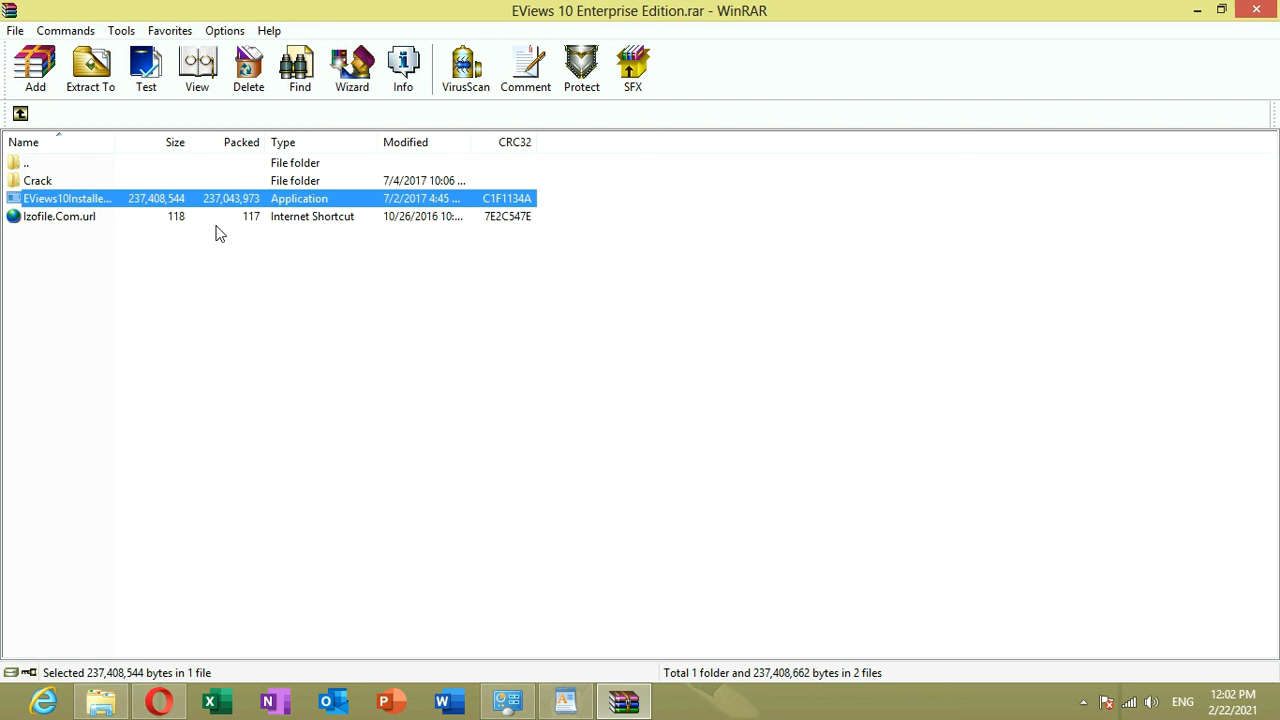 EViews 10 Enterprise Edition.rar - WinRAR
File Commands Tools Favorites Options Help
Add Extract To Test View Delete Find Wizard Info VirusScan Comment Protect SFX
Name Size Packed Type Modified CRC32
.. File folder
Crack File folder 7/4/2017 10:06 ...
EViews10Installe... 237,408,544 237,043,973 Application 7/2/2017 4:45 ... C1F1134A
Izofile.Com.url 118 117 Internet Shortcut 10/26/2016 10:... 7E2C547E
Selected 237,408,544 bytes in 1 file Total 1 folder and 237,408,662 bytes in 2 files
ENG 12:02 PM
2/22/2021